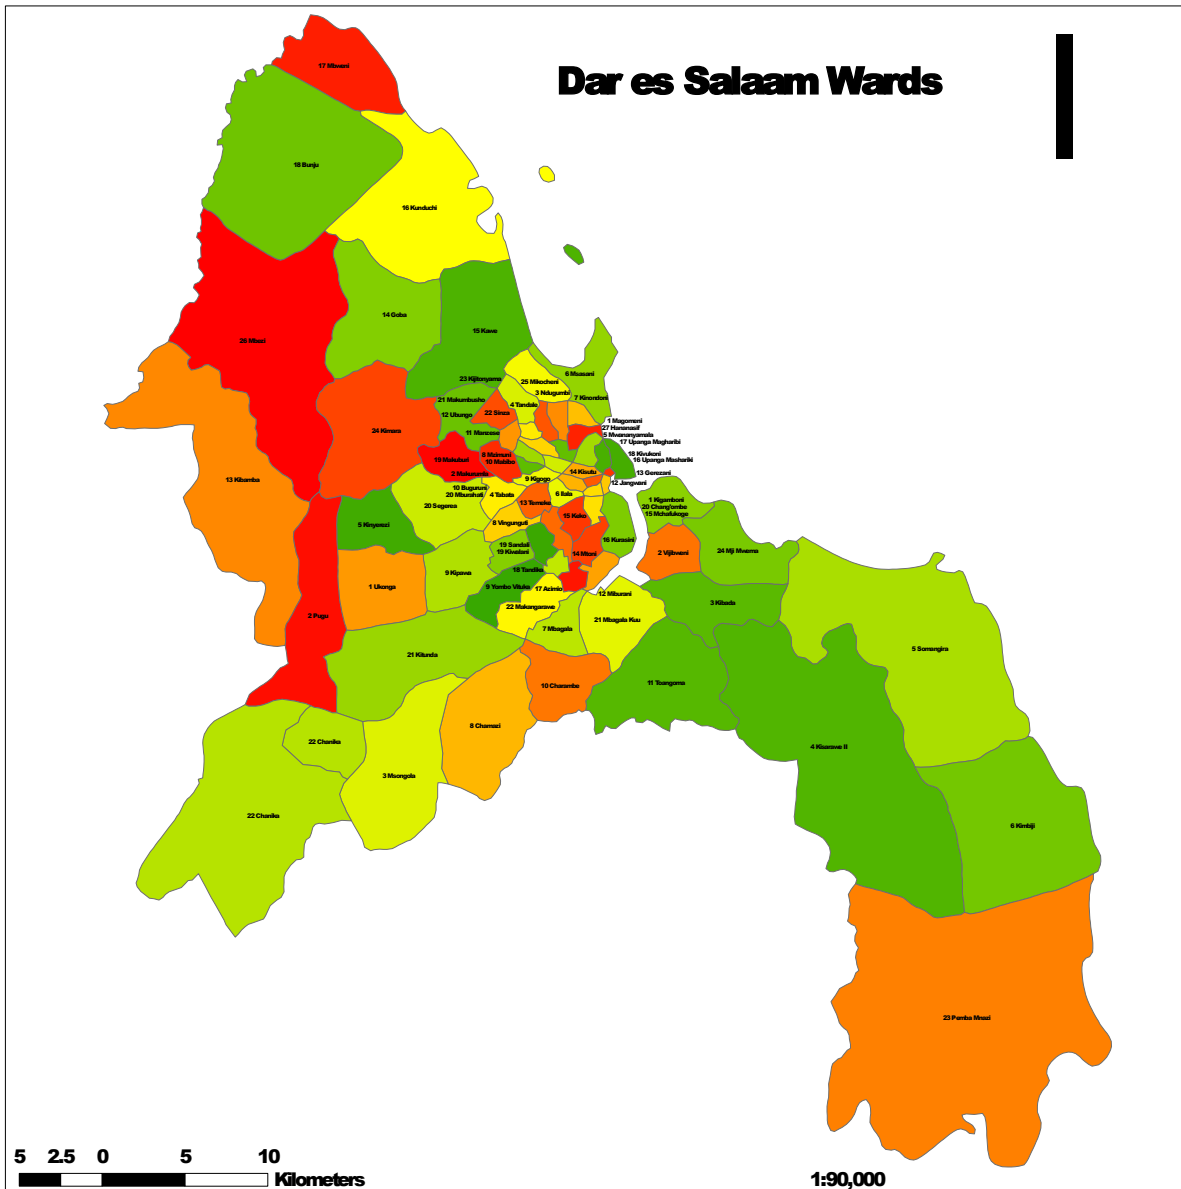 Dar es Salaam Wards
17 Mbweni
18 Bunju
16 Kunduchi
14 Goba
15 Kawe
26 Mbezi
23 Kijitonyama
25 Mikocheni
6 Msasani
3 Ndugumbi
7 Kinondoni
21 Makumbusho
4 Tandale
22 Sinza
12 Ubungo
1 Magomeni
27 Hananasif
5 Mwananyamala
17 Upanga Magharibi
24 Kimara
11 Manzese
18 Kivukoni
16 Upanga Mashariki
19 Makuburi
8 Mzimuni
10 Mabibo
2 Makurumla
14 Kisutu
13 Gerezani
12 Jangwani
13 Kibamba
9 Kigogo
10 Buguruni
20 Mburahati
4 Tabata
6 Ilala
20 Segerea
13 Temeke
1 Kigamboni
20 Chang'ombe
15 Mchafukoge
15 Keko
5 Kinyerezi
8 Vingunguti
16 Kurasini
19 Sandali
19 Kiwalani
14 Mtoni
2 Vijibweni
24 Mji Mwema
9 Kipawa
18 Tandika
1 Ukonga
9 Yombo Vituka
17 Azimio
12 Miburani
3 Kibada
22 Makangarawe
2 Pugu
21 Mbagala Kuu
7 Mbagala
5 Somangira
21 Kitunda
10 Charambe
11 Toangoma
8 Chamazi
22 Chanika
4 Kisarawe II
3 Msongola
22 Chanika
6 Kimbiji
23 Pemba Mnazi
5 2.5 0 5 10
Kilometers
1:90,000